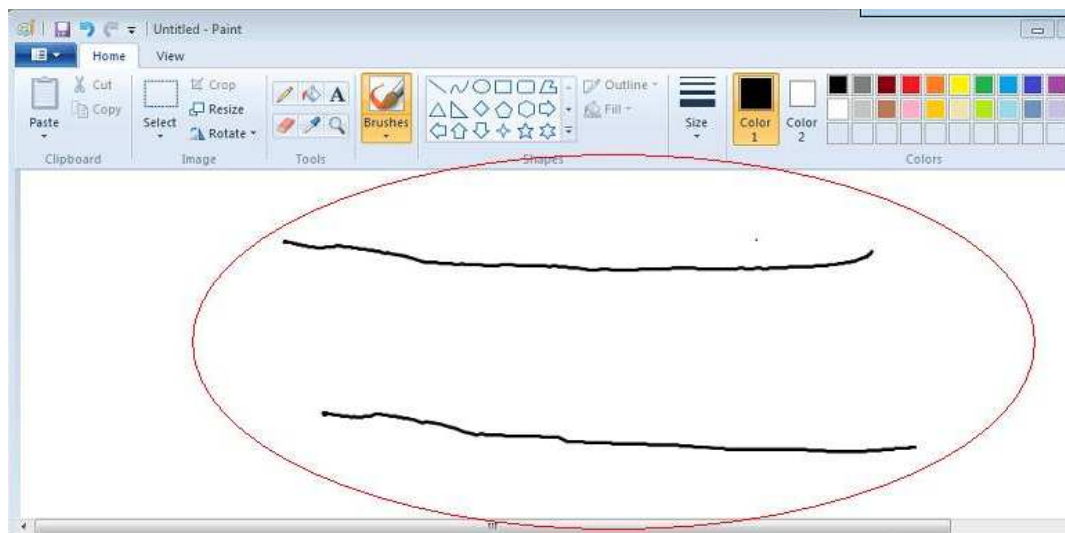 Untitled - Paint
Home View
Paste Cut Copy Select Crop Resize Rotate A Brushes Outline Fill Size Color 1 Color 2
Clipboard Image Tools Shapes Colors